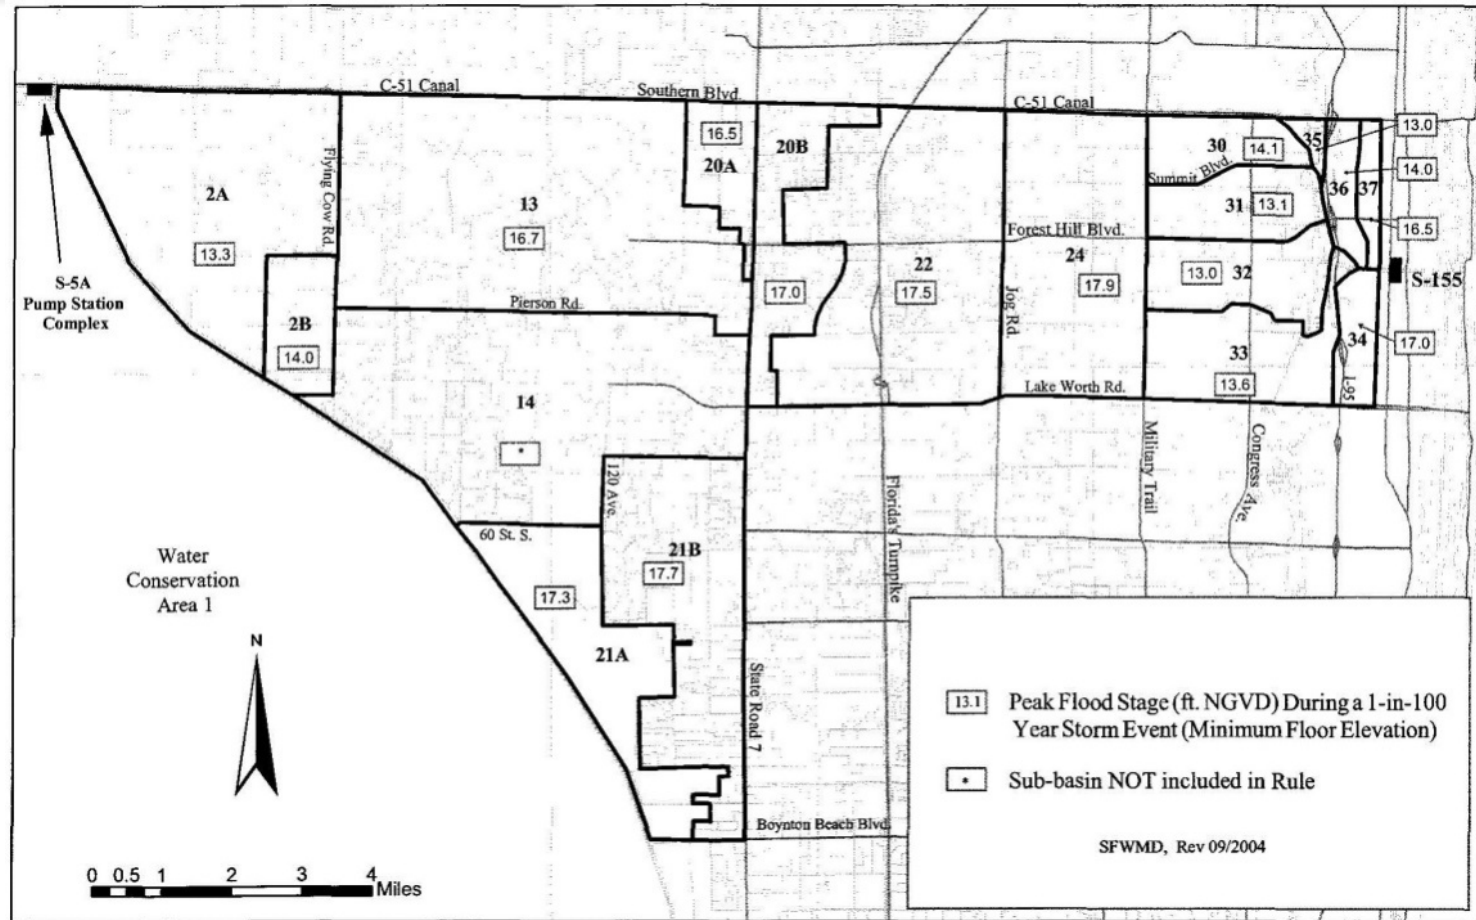 C-51 Canal
Southern Blvd.
C-51 Canal
S-5A
Pump Station
Complex
2A
13.3
Flying Cow Rd.
2B
14.0
13
16.7
Pierson Rd.
14
*
16.5
20A
20B
17.0
22
17.5
24
17.9
Forest Hill Blvd.
Jog Rd.
Lake Worth Rd.
30
14.1
Summit Blvd.
31
13.1
13.0
32
33
13.6
35
36
37
34
13.0
14.0
16.5
S-155
17.0
I-95
Military Trail
Congress Ave.
Florida's Turnpike
120 Ave.
60 St. S.
21B
17.7
17.3
21A
State Road 7
Boynton Beach Blvd.
Water
Conservation
Area 1
N
0 0.5 1 2 3 4
Miles
13.1 Peak Flood Stage (ft. NGVD) During a 1-in-100
Year Storm Event (Minimum Floor Elevation)
* Sub-basin NOT included in Rule
SFWMD, Rev 09/2004